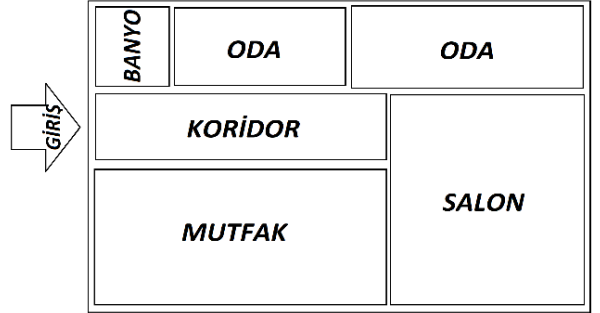 BANYO
ODA
ODA
GİRİŞ
KORİDOR
MUTFAK
SALON